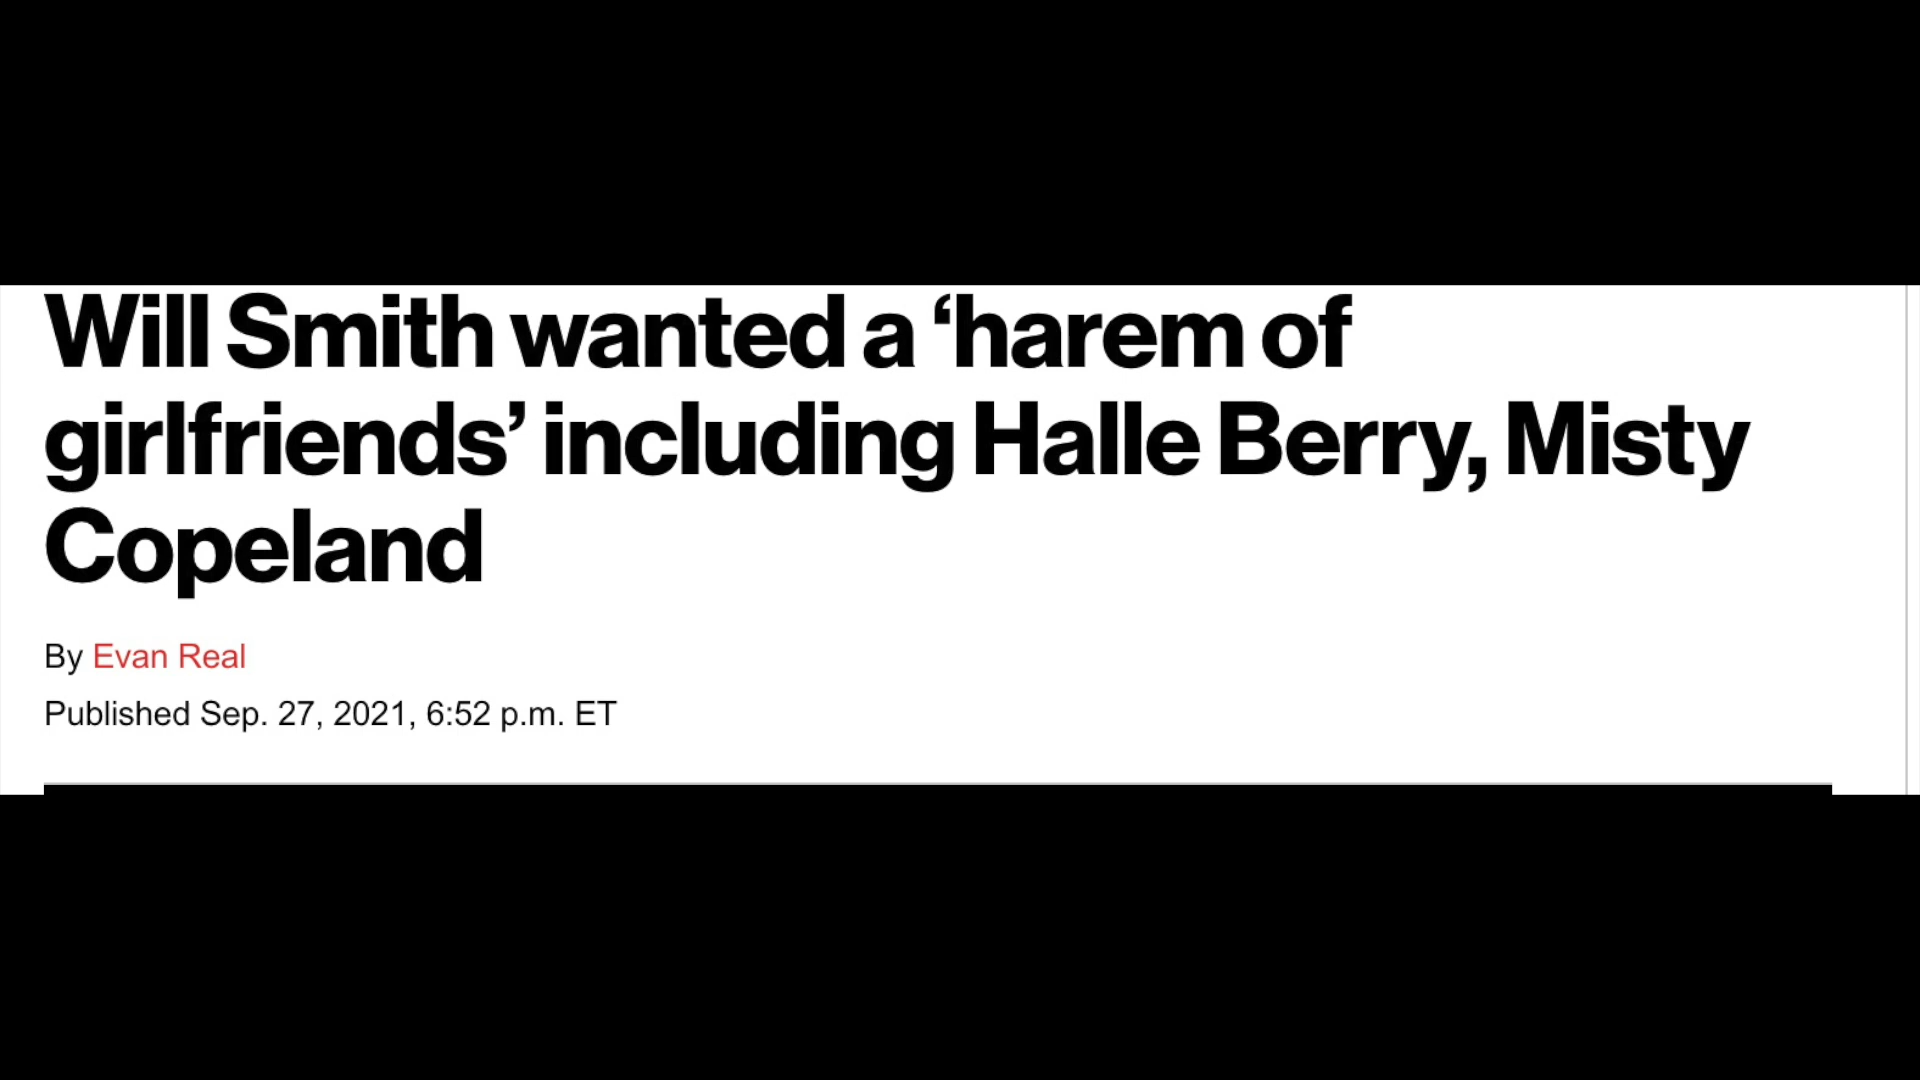 Will Smith wanted a ‘harem of
girlfriends’ including Halle Berry, Misty
Copeland
By Evan Real
Published Sep. 27, 2021, 6:52 p.m. ET